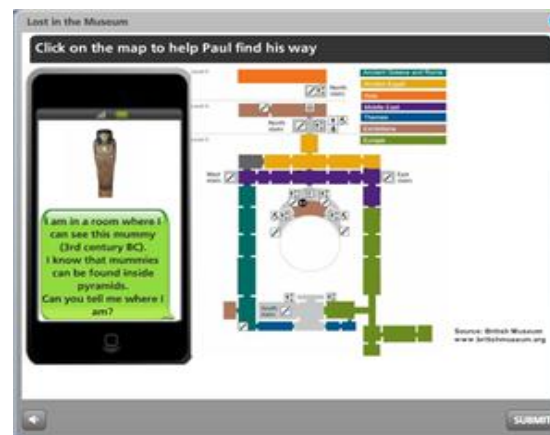 Lost in the Museum
Click on the map to help Paul find his way
I am in a room where I
can see this mummy
(3rd century BC).
I know that mummies
can be found inside
pyramids.
Can you tell me where I
am?
Ancient Greece and Rome
Ancient Egypt
Asia
Middle East
Themes
Exhibitions
Europe
North
stairs
North
stairs
West
stairs
East
stairs
South
stairs
Source: British Museum
www.britishmuseum.org
SUBMIT